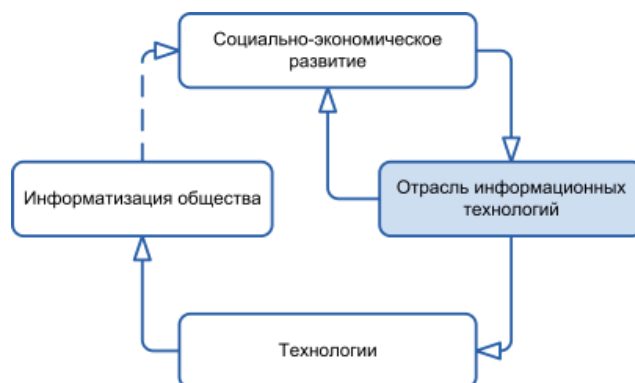 Социально-экономическое
развитие
Информатизация общества
Отрасль информационных
технологий
Технологии